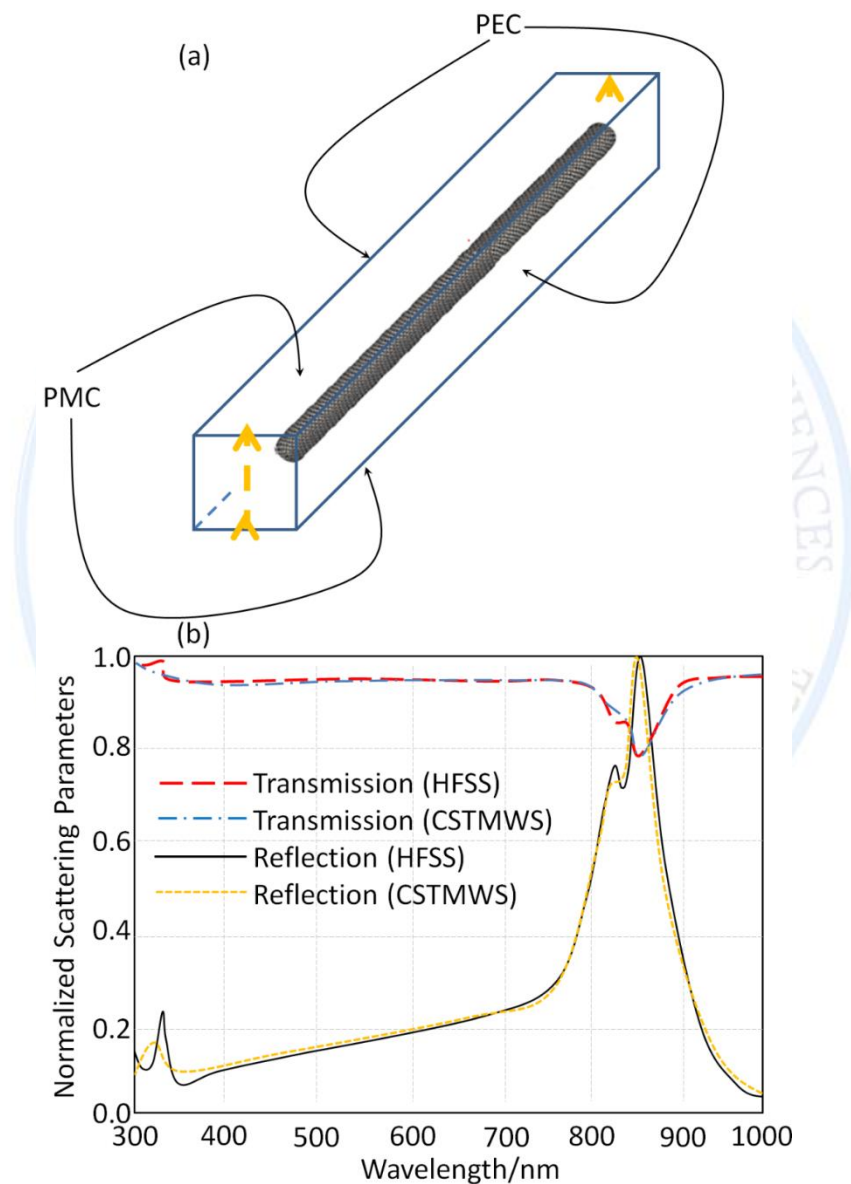 PEC
(a)
PMC
(b)
1.0
0.8
0.6
0.4
0.2
0.0
Normalized Scattering Parameters
Transmission (HFSS)
Transmission (CSTMWS)
Reflection (HFSS)
Reflection (CSTMWS)
300 400 500 600 700 800 900 1000
Wavelength/nm